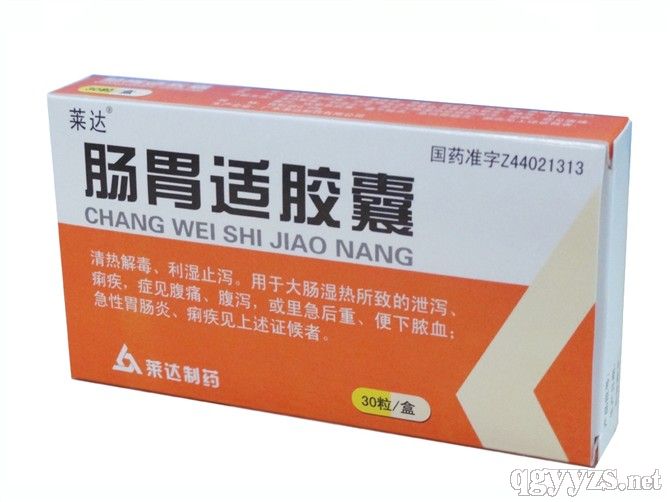 30粒/盒
莱达®
国药准字Z44021313
肠胃适胶囊
CHANG WEI SHI JIAO NANG
清热解毒、利湿止泻。用于大肠湿热所致的泄泻、
痢疾，症见腹痛、腹泻，或里急后重、便下脓血；
急性胃肠炎、痢疾见上述证候者。
莱达制药
30粒/盒
qgyyzs.net